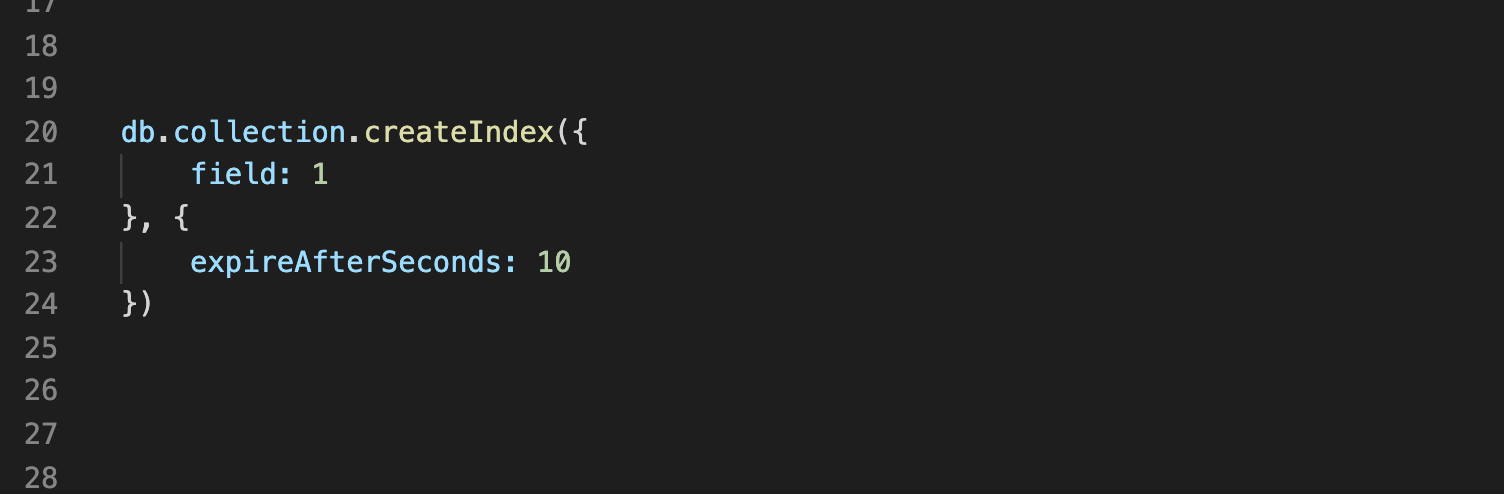 17
18
19
20 db.collection.createIndex({
21 field: 1
22 }, {
23 expireAfterSeconds: 10
24 })
25
26
27
28